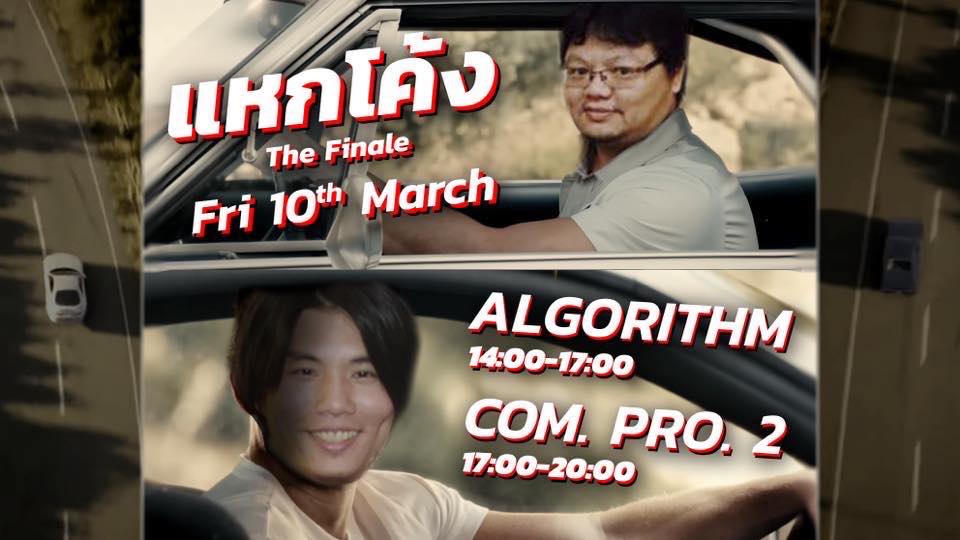 แหกโค้ง
The Finale
Fri 10th March
ALGORITHM
14:00-17:00
COM. PRO. 2
17:00-20:00